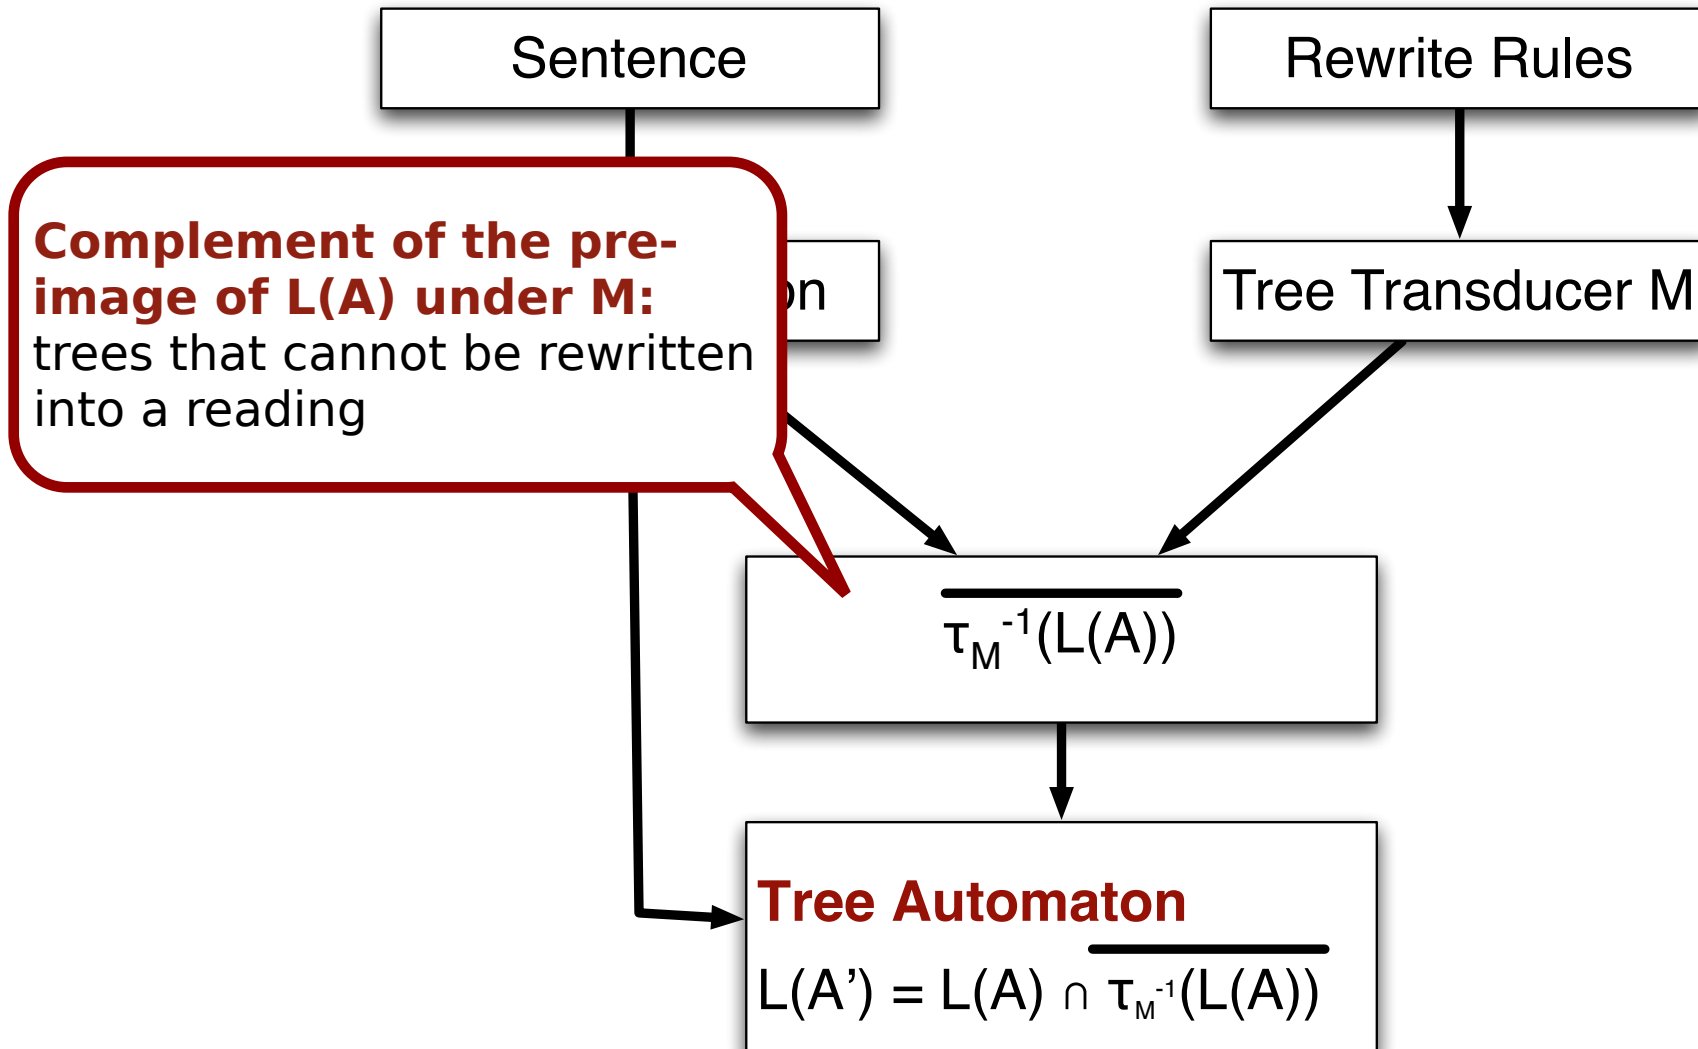 Sentence
Rewrite Rules
Complement of the pre-
image of L(A) under M:
trees that cannot be rewritten
into a reading
on
Tree Transducer M
τM-1(L(A))
Tree Automaton
L(A’) = L(A) ∩ τM-1(L(A))